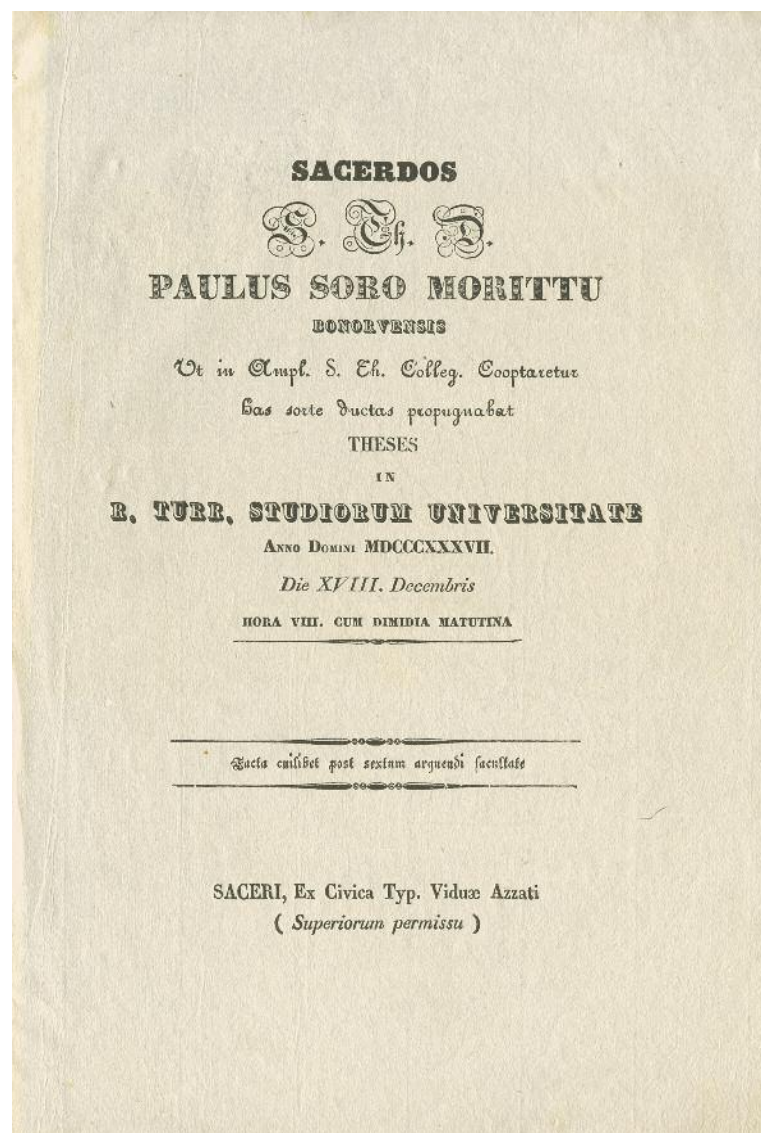 SACERDOS
S. Th. D.
PAULUS SORO MORITTU
BONORVENSIS
Ut in Ampl. S. Th. Colleg. Cooptaretur
has sorte ductas propugnabat
THESES
IN
R. TURR. STUDIORUM UNIVERSITATE
ANNO DOMINI MDCCCXXXVII.
Die XVIII. Decembris
HORA VIII. CUM DIMIDIA MATUTINA
Facta cuilibet post sextum arguendi facultate
SACERI, Ex Civica Typ. Viduæ Azzati
( Superiorum permissu )